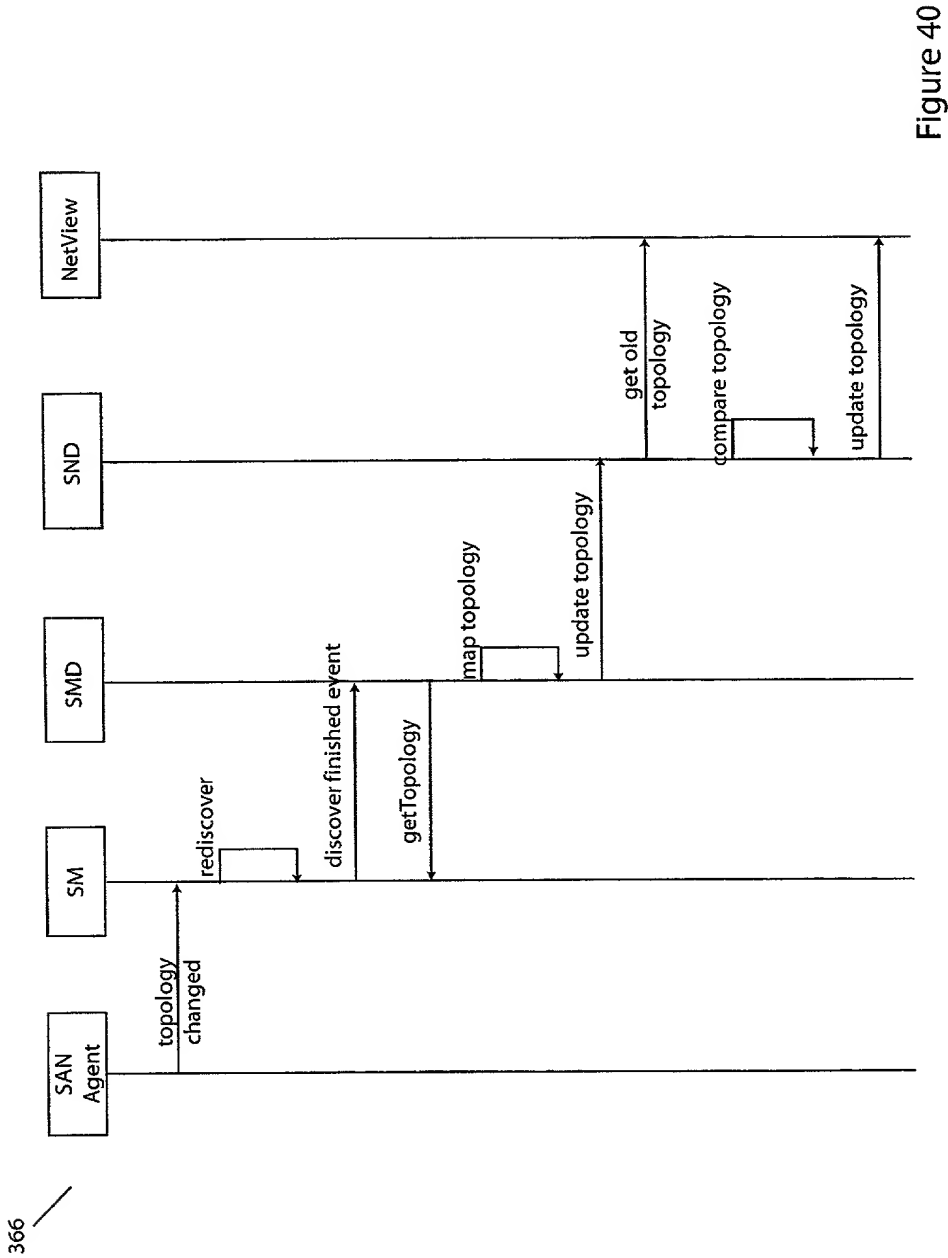 366
SAN
Agent
SM
SMD
SND
NetView
topology
changed
rediscover
discover finished event
getTopology
map topology
update topology
get old
topology
compare topology
update topology
Figure 40